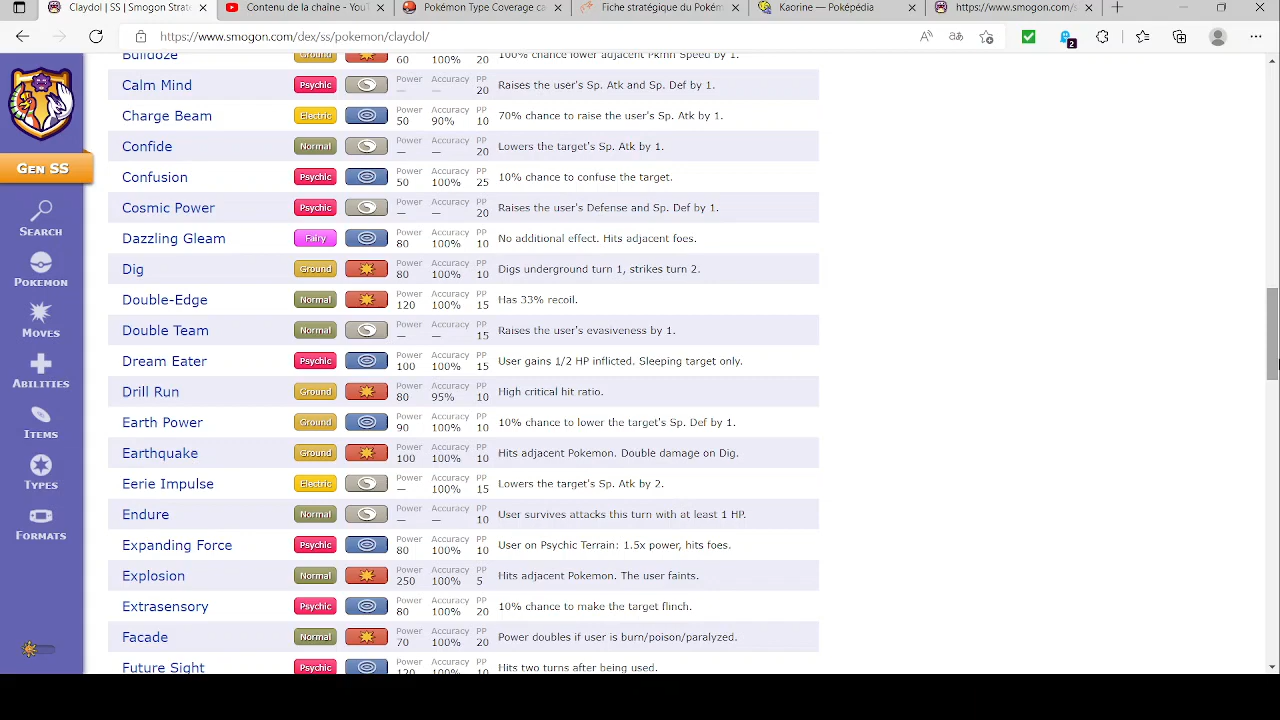 Claydol | SS | Smogon Strat
Contenu de la chaîne - YouT
Pokémon Type Coverage ca
Fiche stratégique du Pokém
Kaorine — Poképédia
https://www.smogon.com/s
https://www.smogon.com/dex/ss/pokemon/claydol/
2
Gen SS
Search
Pokemon
Moves
Abilities
Items
Types
Formats
Bulldoze Ground 60 100% 20 100% chance lower adjacent Pkmn Speed by 1.
Calm Mind Psychic Power — Accuracy — PP 20 Raises the user's Sp. Atk and Sp. Def by 1.
Charge Beam Electric Power 50 Accuracy 90% PP 10 70% chance to raise the user's Sp. Atk by 1.
Confide Normal Power — Accuracy — PP 20 Lowers the target's Sp. Atk by 1.
Confusion Psychic Power 50 Accuracy 100% PP 25 10% chance to confuse the target.
Cosmic Power Psychic Power — Accuracy — PP 20 Raises the user's Defense and Sp. Def by 1.
Dazzling Gleam Fairy Power 80 Accuracy 100% PP 10 No additional effect. Hits adjacent foes.
Dig Ground Power 80 Accuracy 100% PP 10 Digs underground turn 1, strikes turn 2.
Double-Edge Normal Power 120 Accuracy 100% PP 15 Has 33% recoil.
Double Team Normal Power — Accuracy — PP 15 Raises the user's evasiveness by 1.
Dream Eater Psychic Power 100 Accuracy 100% PP 15 User gains 1/2 HP inflicted. Sleeping target only.
Drill Run Ground Power 80 Accuracy 95% PP 10 High critical hit ratio.
Earth Power Ground Power 90 Accuracy 100% PP 10 10% chance to lower the target's Sp. Def by 1.
Earthquake Ground Power 100 Accuracy 100% PP 10 Hits adjacent Pokemon. Double damage on Dig.
Eerie Impulse Electric Power — Accuracy 100% PP 15 Lowers the target's Sp. Atk by 2.
Endure Normal Power — Accuracy — PP 10 User survives attacks this turn with at least 1 HP.
Expanding Force Psychic Power 80 Accuracy 100% PP 10 User on Psychic Terrain: 1.5x power, hits foes.
Explosion Normal Power 250 Accuracy 100% PP 5 Hits adjacent Pokemon. The user faints.
Extrasensory Psychic Power 80 Accuracy 100% PP 20 10% chance to make the target flinch.
Facade Normal Power 70 Accuracy 100% PP 20 Power doubles if user is burn/poison/paralyzed.
Future Sight Psychic Power 120 Accuracy 100% PP 10 Hits two turns after being used.